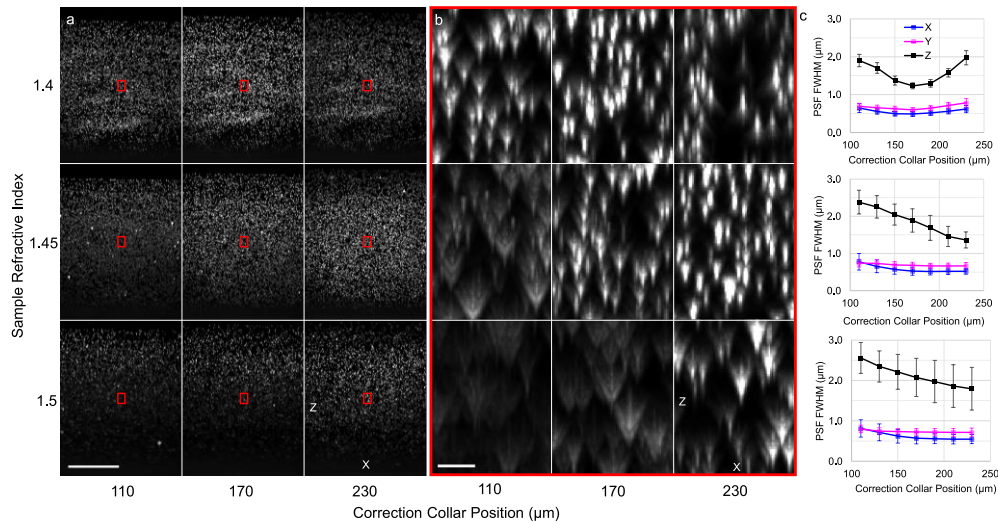 a
b
c
Sample Refractive Index
1.4
1.45
1.5
Z
X
Z
X
110
170
230
110
170
230
Correction Collar Position (µm)
X
Y
Z
PSF FWHM (µm)
3.0
2.0
1.0
0.0
100
150
200
250
Correction Collar Position (µm)
PSF FWHM (µm)
3.0
2.0
1.0
0.0
100
150
200
250
Correction Collar Position (µm)
PSF FWHM (µm)
3.0
2.0
1.0
0.0
100
150
200
250
Correction Collar Position (µm)